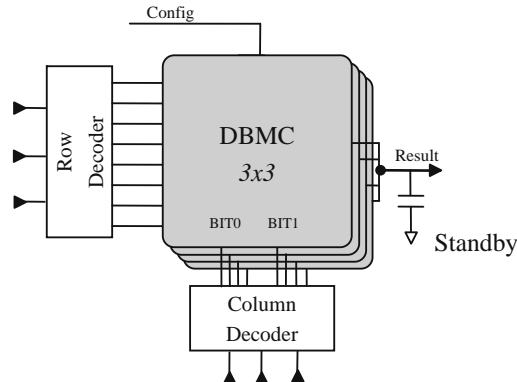 Config
Row
Decoder
DBMC
3x3
BIT0 BIT1
Result
Standby
Column
Decoder